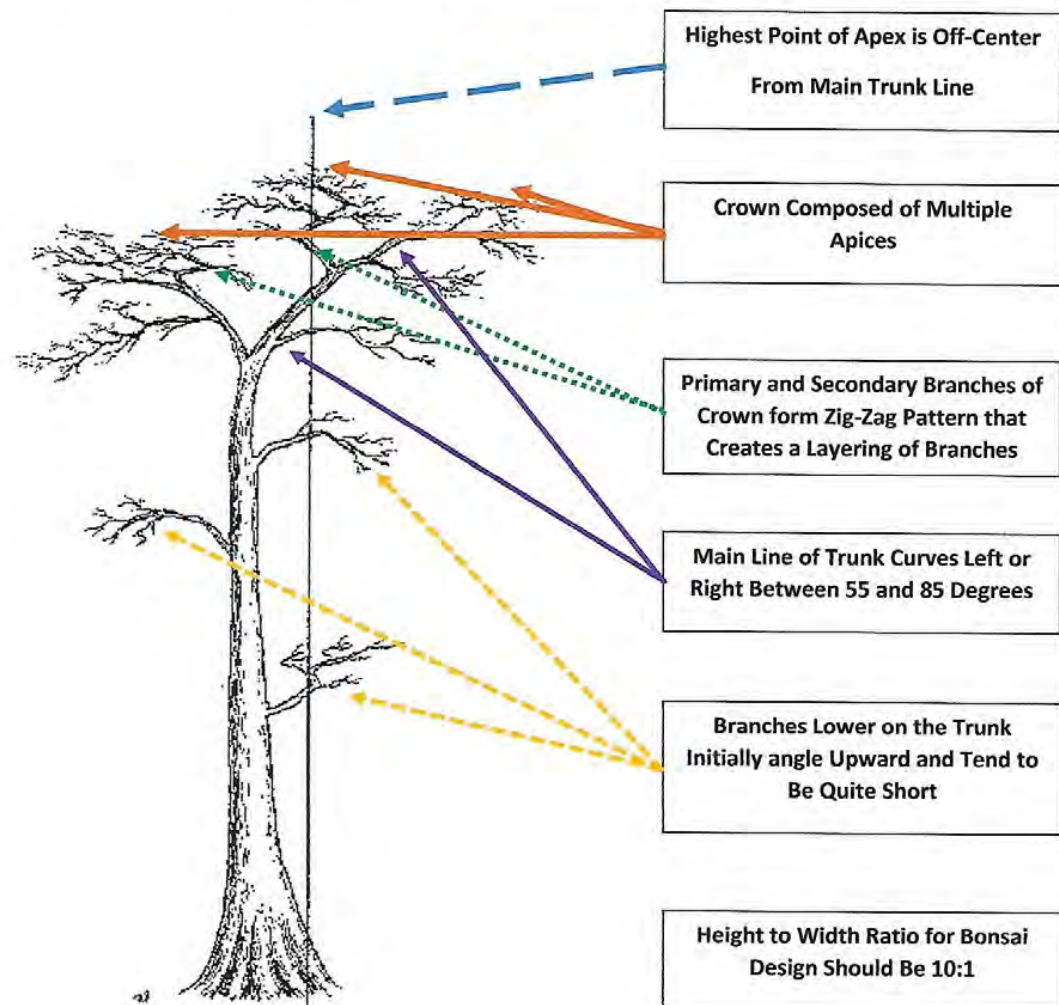 Highest Point of Apex is Off-Center
From Main Trunk Line
Crown Composed of Multiple
Apices
Primary and Secondary Branches of
Crown form Zig-Zag Pattern that
Creates a Layering of Branches
Main Line of Trunk Curves Left or
Right Between 55 and 85 Degrees
Branches Lower on the Trunk
Initially angle Upward and Tend to
Be Quite Short
Height to Width Ratio for Bonsai
Design Should Be 10:1